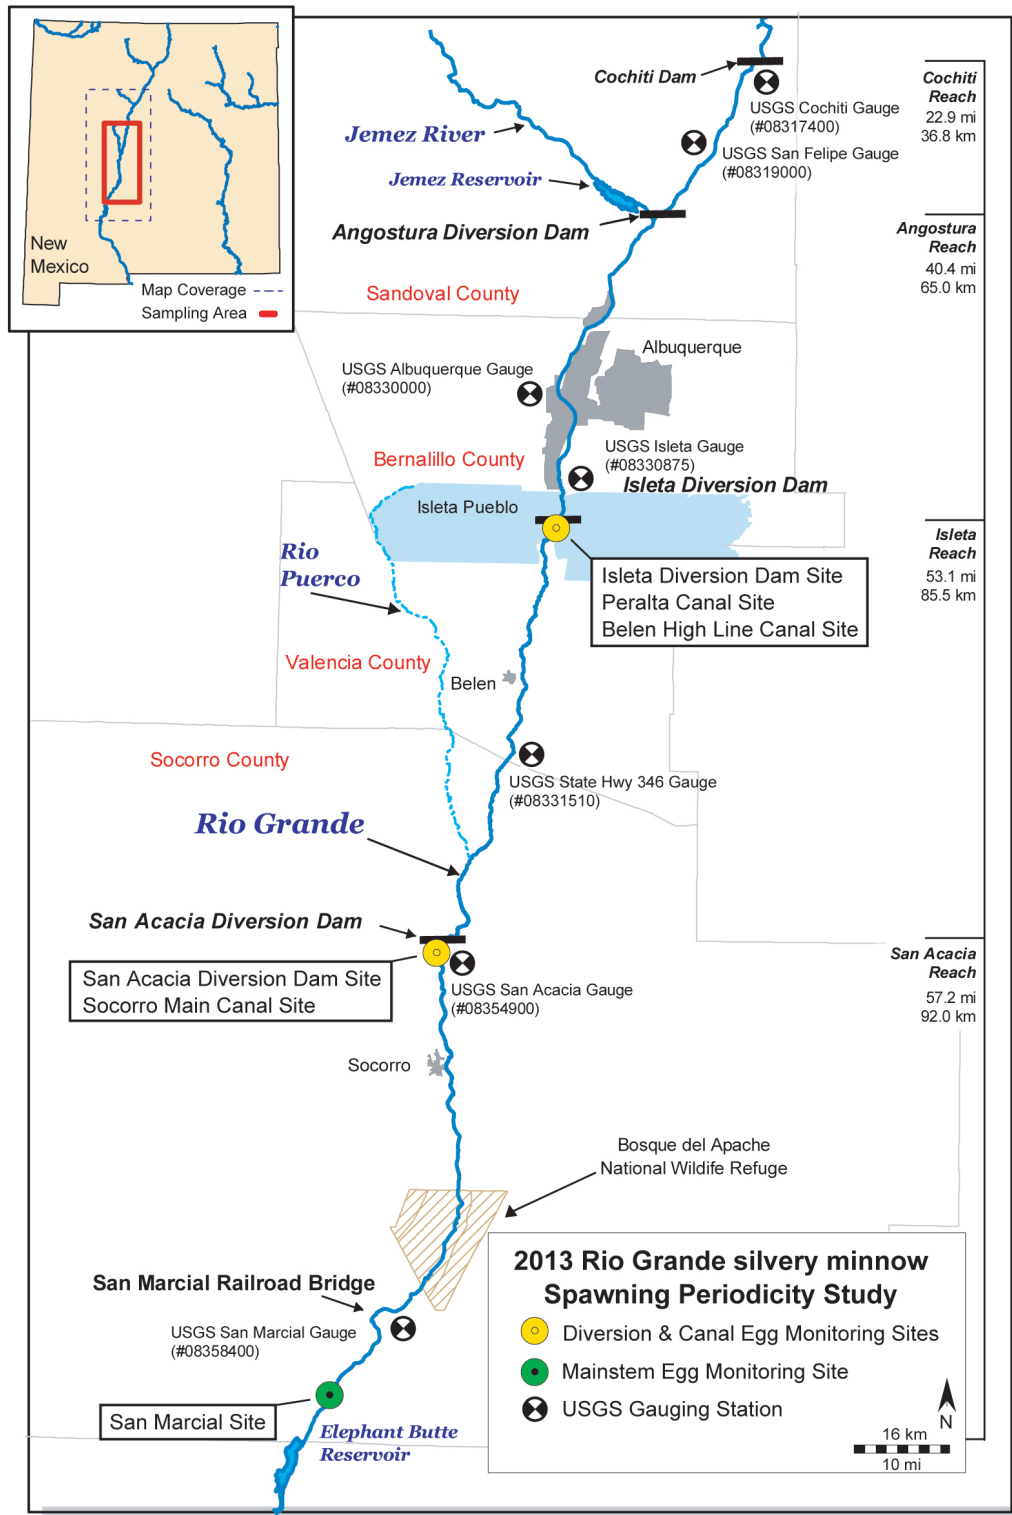 New
Mexico
Map Coverage
Sampling Area
Cochiti Dam
USGS Cochiti Gauge
(#08317400)
Cochiti
Reach
22.9 mi
36.8 km
Jemez River
USGS San Felipe Gauge
(#08319000)
Jemez Reservoir
Angostura Diversion Dam
Angostura
Reach
40.4 mi
65.0 km
Sandoval County
Albuquerque
USGS Albuquerque Gauge
(#08330000)
USGS Isleta Gauge
(#08330875)
Bernalillo County
Isleta Diversion Dam
Isleta Pueblo
Isleta
Reach
53.1 mi
85.5 km
Rio
Puerco
Isleta Diversion Dam Site
Peralta Canal Site
Belen High Line Canal Site
Valencia County
Belen
Socorro County
USGS State Hwy 346 Gauge
(#08331510)
Rio Grande
San Acacia Diversion Dam
San Acacia
Reach
57.2 mi
92.0 km
San Acacia Diversion Dam Site
Socorro Main Canal Site
USGS San Acacia Gauge
(#08354900)
Socorro
Bosque del Apache
National Wildife Refuge
San Marcial Railroad Bridge
USGS San Marcial Gauge
(#08358400)
San Marcial Site
Elephant Butte
Reservoir
2013 Rio Grande silvery minnow
Spawning Periodicity Study
Diversion & Canal Egg Monitoring Sites
Mainstem Egg Monitoring Site
USGS Gauging Station
N
16 km
10 mi